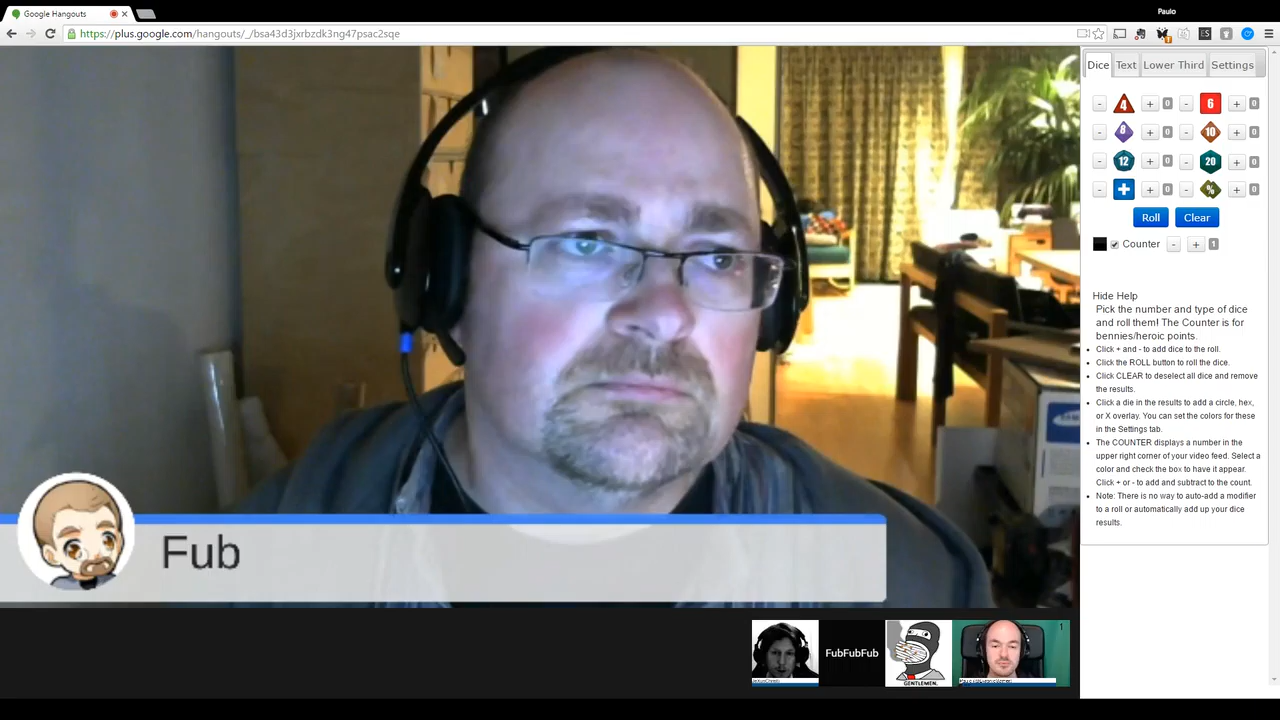 Paulo
Google Hangouts
https://plus.google.com/hangouts/_/bsa43d3jxrbzdk3ng47psac2sqe
Dice Text Lower Third Settings
- 4 + 0 - 6 + 0
- 8 + 0 - 10 + 0
- 12 + 0 - 20 + 0
- + + 0 - % + 0
Roll Clear
Counter - + 1
Hide Help
Pick the number and type of dice
and roll them! The Counter is for
bennies/heroic points.
Click + and - to add dice to the roll.
Click the ROLL button to roll the dice.
Click CLEAR to deselect all dice and remove
the results.
Click a die in the results to add a circle, hex,
or X overlay. You can set the colors for these
in the Settings tab.
The COUNTER displays a number in the
upper right corner of your video feed. Select a
color and check the box to have it appear.
Click + or - to add and subtract to the count.
Note: There is no way to auto-add a modifier
to a roll or automatically add up your dice
results.
Fub
FubFubFub
GENTLEMEN.
1